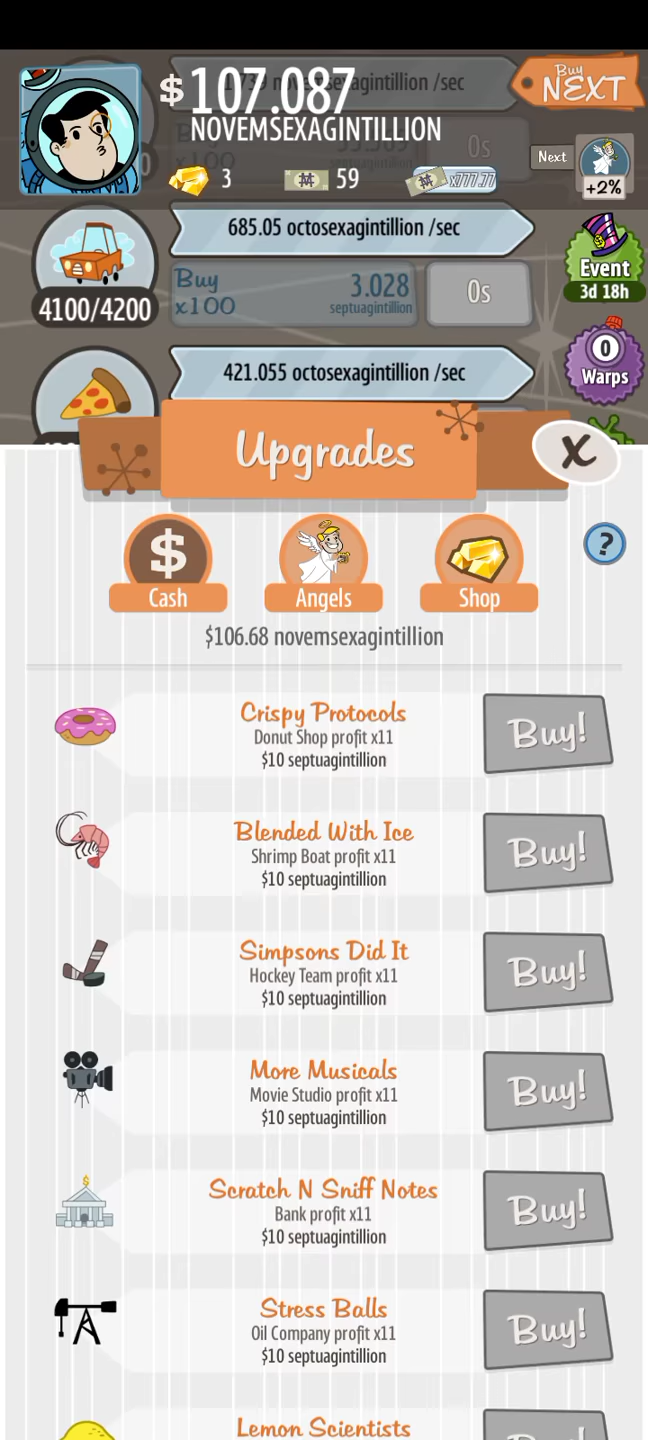 $107.087
NOVEMSEXAGINTILLION
Buy
NEXT
3
59
x777.77
Next
+2%
0s
685.05 octosexagintillion /sec
4100/4200
Buy
x100
3.028
septuagintillion
0s
Event
3d 18h
421.055 octosexagintillion /sec
0
Warps
Upgrades
X
$
Cash
Angels
Shop
?
$106.68 novemsexagintillion
Crispy Protocols
Donut Shop profit x11
$10 septuagintillion
Buy!
Blended With Ice
Shrimp Boat profit x11
$10 septuagintillion
Buy!
Simpsons Did It
Hockey Team profit x11
$10 septuagintillion
Buy!
More Musicals
Movie Studio profit x11
$10 septuagintillion
Buy!
Scratch N Sniff Notes
Bank profit x11
$10 septuagintillion
Buy!
Stress Balls
Oil Company profit x11
$10 septuagintillion
Buy!
Lemon Scientists